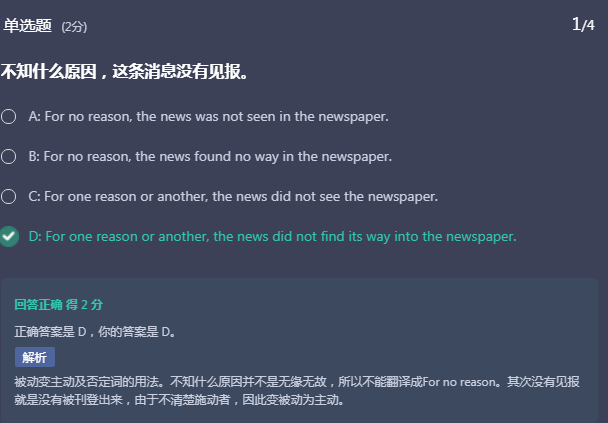 单选题 (2分) 1/4
不知什么原因，这条消息没有见报。
A: For no reason, the news was not seen in the newspaper.
B: For no reason, the news found no way in the newspaper.
C: For one reason or another, the news did not see the newspaper.
D: For one reason or another, the news did not find its way into the newspaper.
回答正确 得 2 分
正确答案是 D，你的答案是 D。
解析
被动变主动及否定词的用法。不知什么原因并不是无缘无故，所以不能翻译成For no reason。其次没有见报
就是没有被刊登出来，由于不清楚施动者，因此变被动为主动。